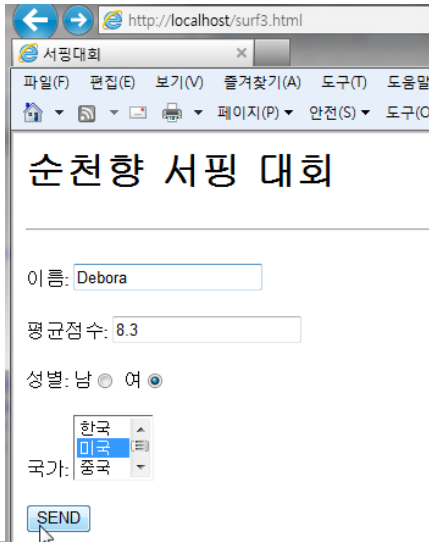 http://localhost/surf3.html
서핑대회
파일(F) 편집(E) 보기(V) 즐겨찾기(A) 도구(T) 도움말
페이지(P) 안전(S) 도구(O
순천향 서핑 대회
이름: Debora
평균점수: 8.3
성별: 남 여
한국
미국
국가: 중국
SEND